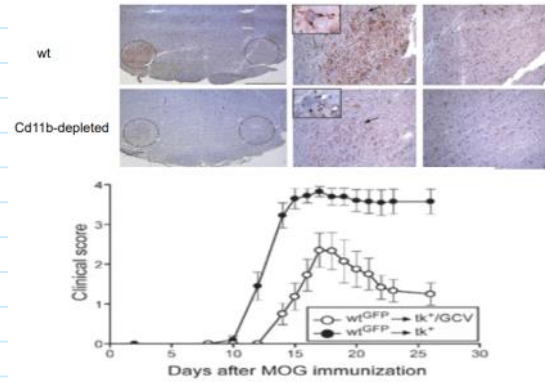 wt
Cd11b-depleted
4
3
2
1
0
Clinical score
wtGFP → tk+/GCV
wtGFP → tk+
0 5 10 15 20 25 30
Days after MOG immunization